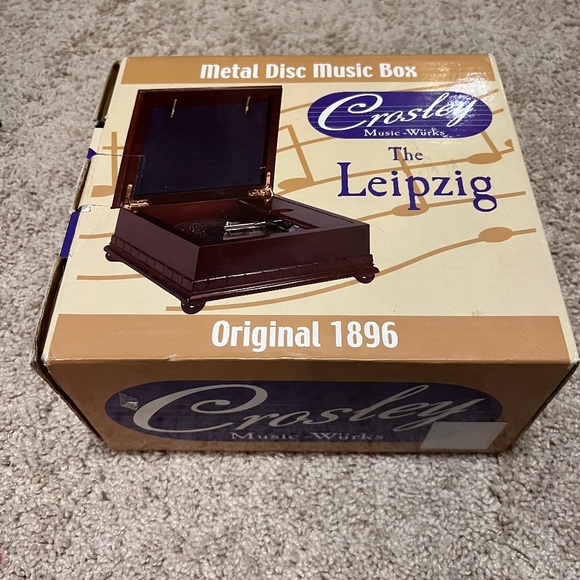 Metal Disc Music Box
Crosley
Music-Würks
The
Leipzig
Original 1896
Crosley
Music-Würks